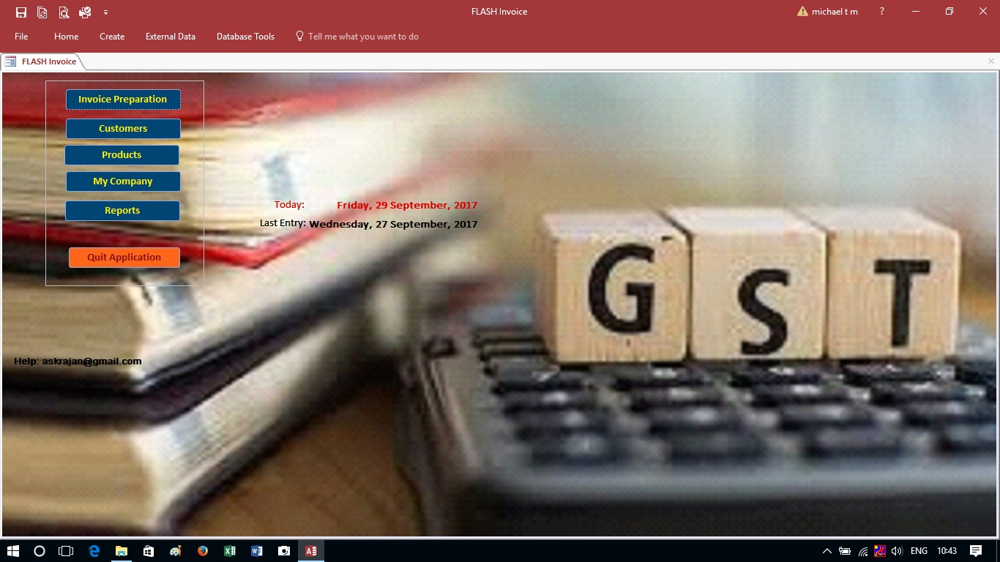 FLASH Invoice
michael t m
?
File Home Create External Data Database Tools Tell me what you want to do
FLASH Invoice
Invoice Preparation
Customers
Products
My Company
Reports
Quit Application
Today: Friday, 29 September, 2017
Last Entry: Wednesday, 27 September, 2017
GST
Help: askrajan@gmail.com
ENG 10:43